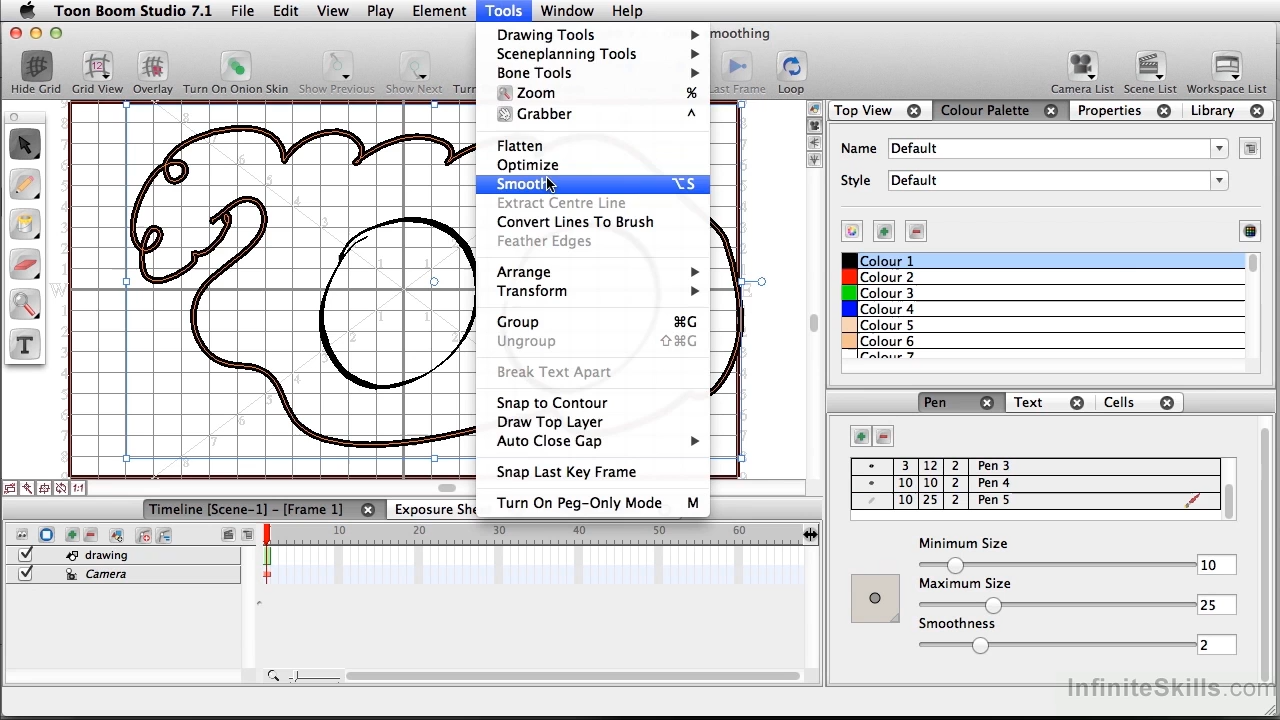 Toon Boom Studio 7.1 File Edit View Play Element Tools Window Help
moothing
Hide Grid Grid View Overlay Turn On Onion Skin Show Previous Show Next Turn ast Frame Loop Camera List Scene List Workspace List
Drawing Tools
Sceneplanning Tools
Bone Tools
Zoom %
Grabber ^
Flatten
Optimize
Smooth ⌥S
Extract Centre Line
Convert Lines To Brush
Feather Edges
Arrange
Transform
Group ⌘G
Ungroup ⇧⌘G
Break Text Apart
Snap to Contour
Draw Top Layer
Auto Close Gap
Snap Last Key Frame
Turn On Peg-Only Mode M
Top View Colour Palette Properties Library
Name Default
Style Default
Colour 1
Colour 2
Colour 3
Colour 4
Colour 5
Colour 6
Colour 7
Pen Text Cells
3 12 2 Pen 3
10 10 2 Pen 4
10 25 2 Pen 5
Minimum Size
10
Maximum Size
25
Smoothness
2
T
1:1
Timeline [Scene-1] - [Frame 1] Exposure She
10 20 30 40 50 60
drawing
Camera
InfiniteSkills.com